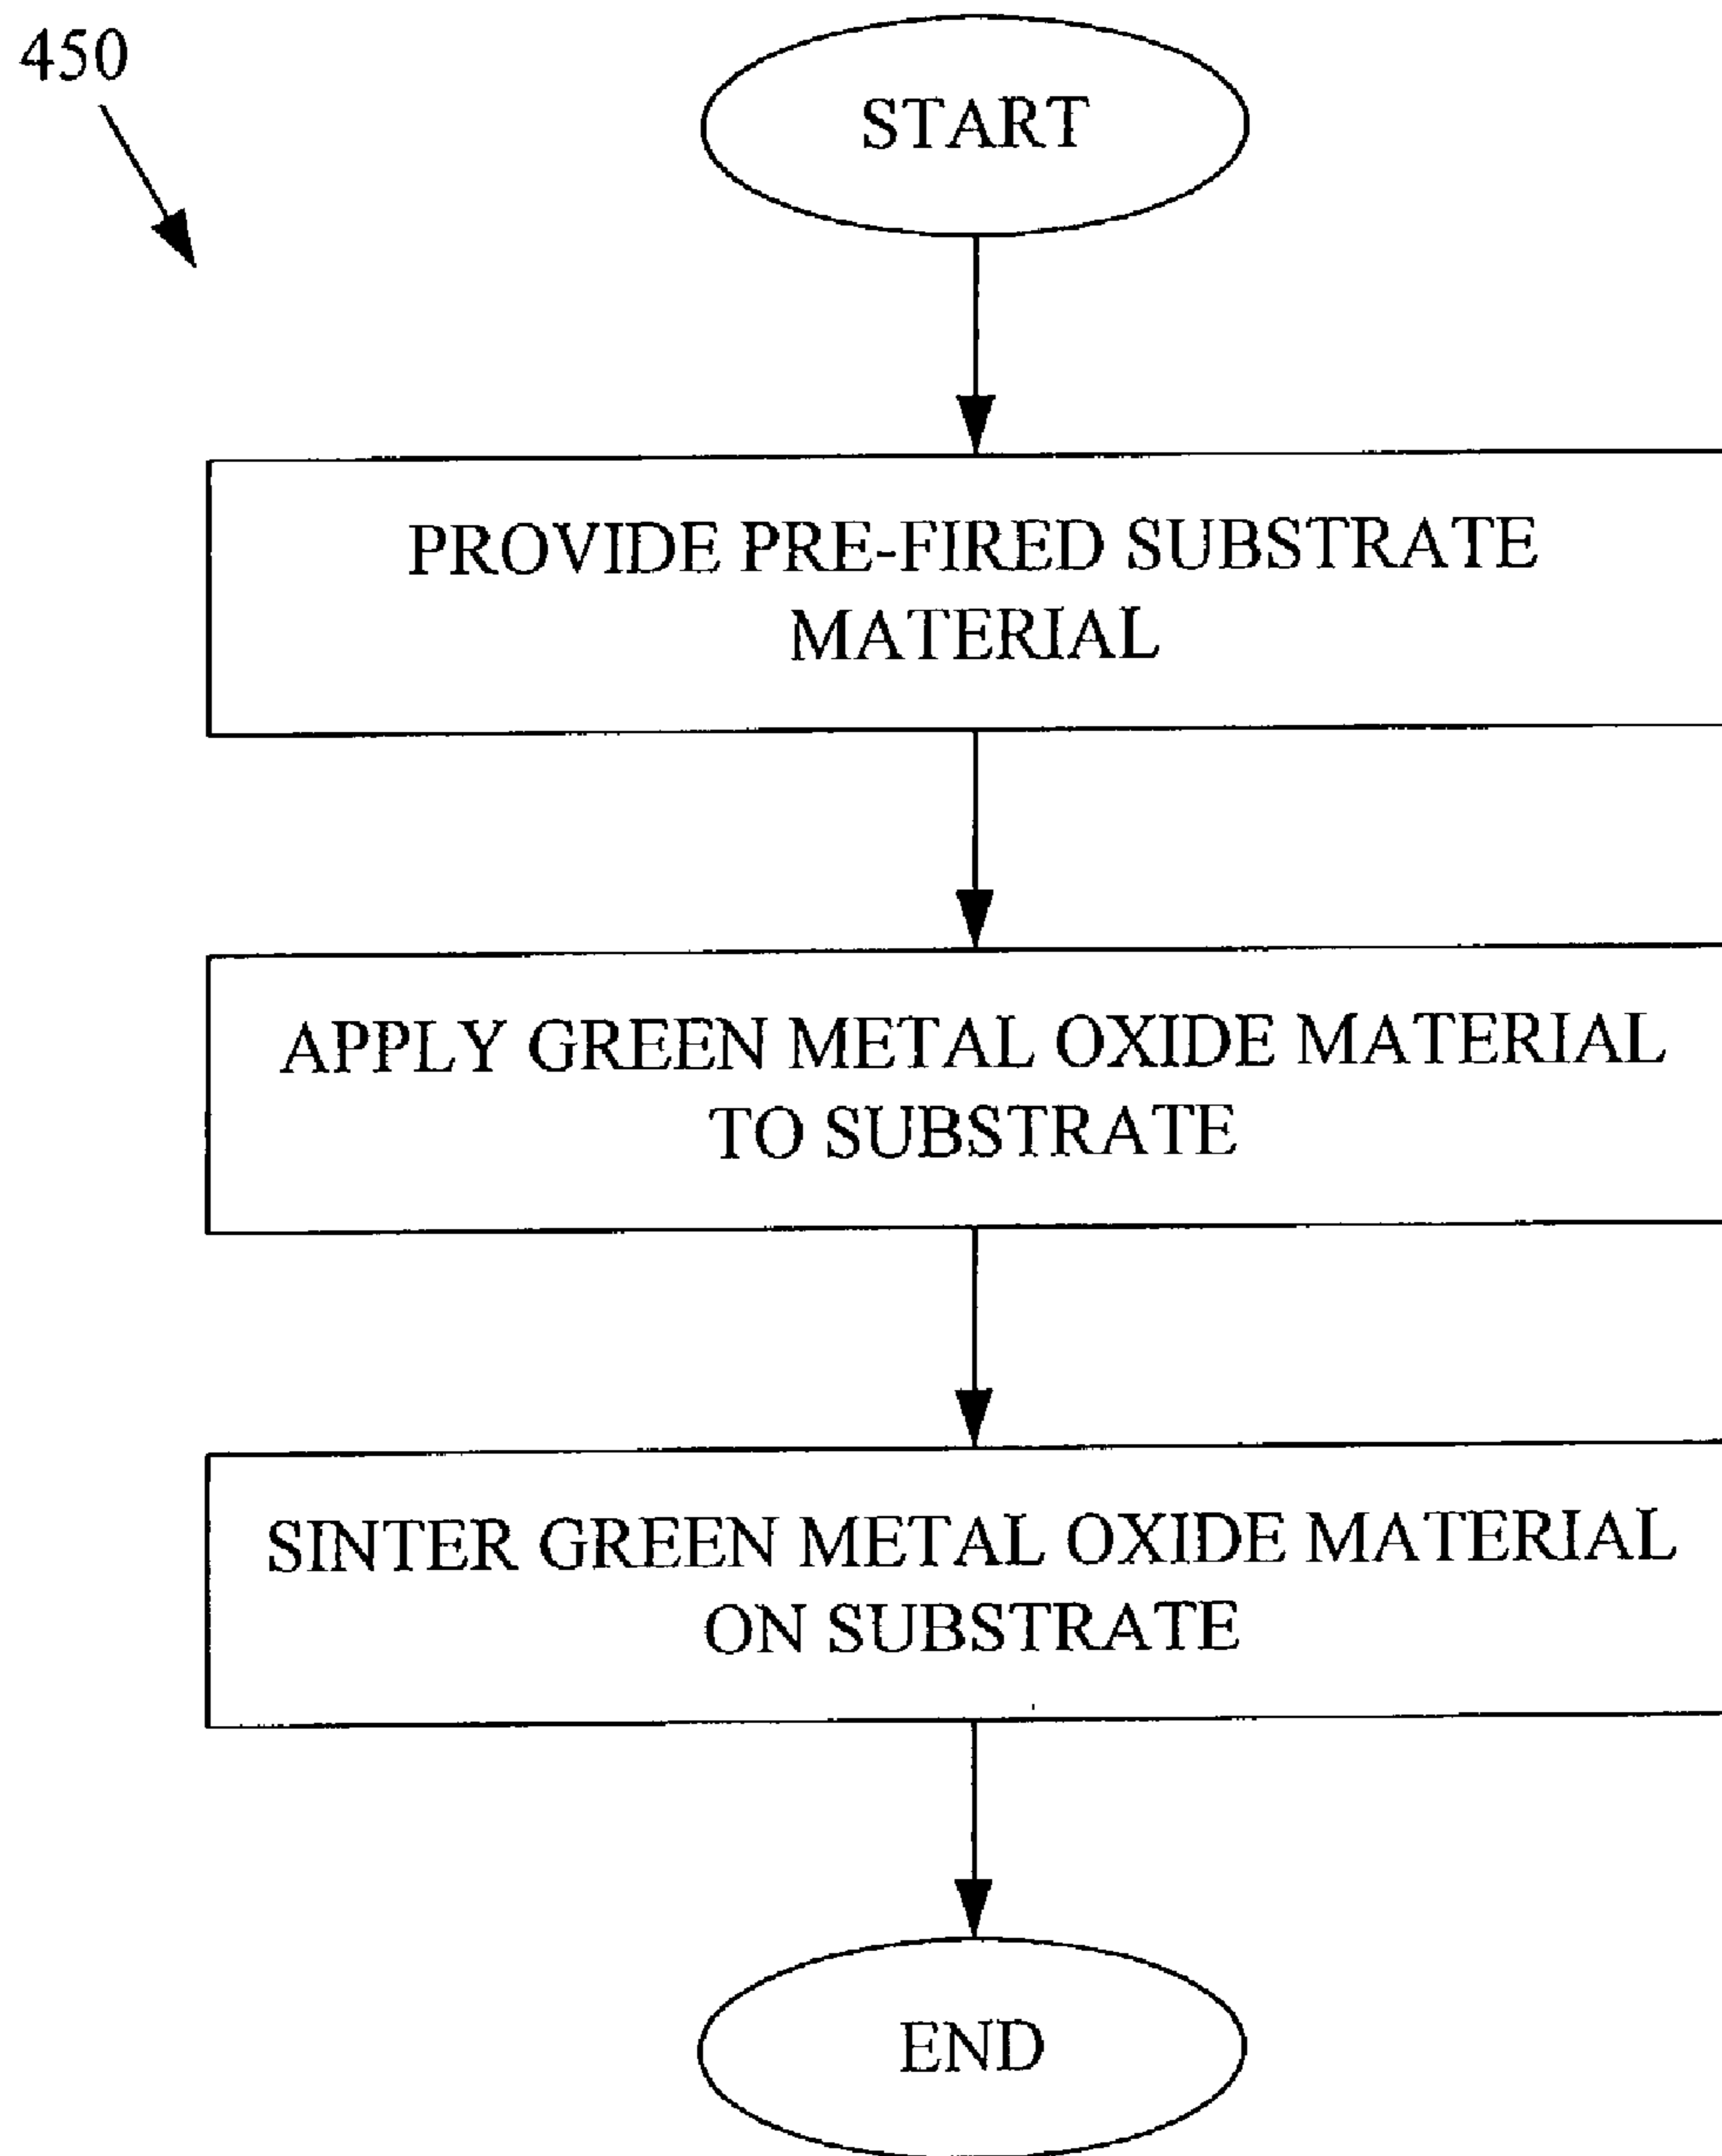 450
START
PROVIDE PRE-FIRED SUBSTRATE
MATERIAL
APPLY GREEN METAL OXIDE MATERIAL
TO SUBSTRATE
SINTER GREEN METAL OXIDE MATERIAL
ON SUBSTRATE
END